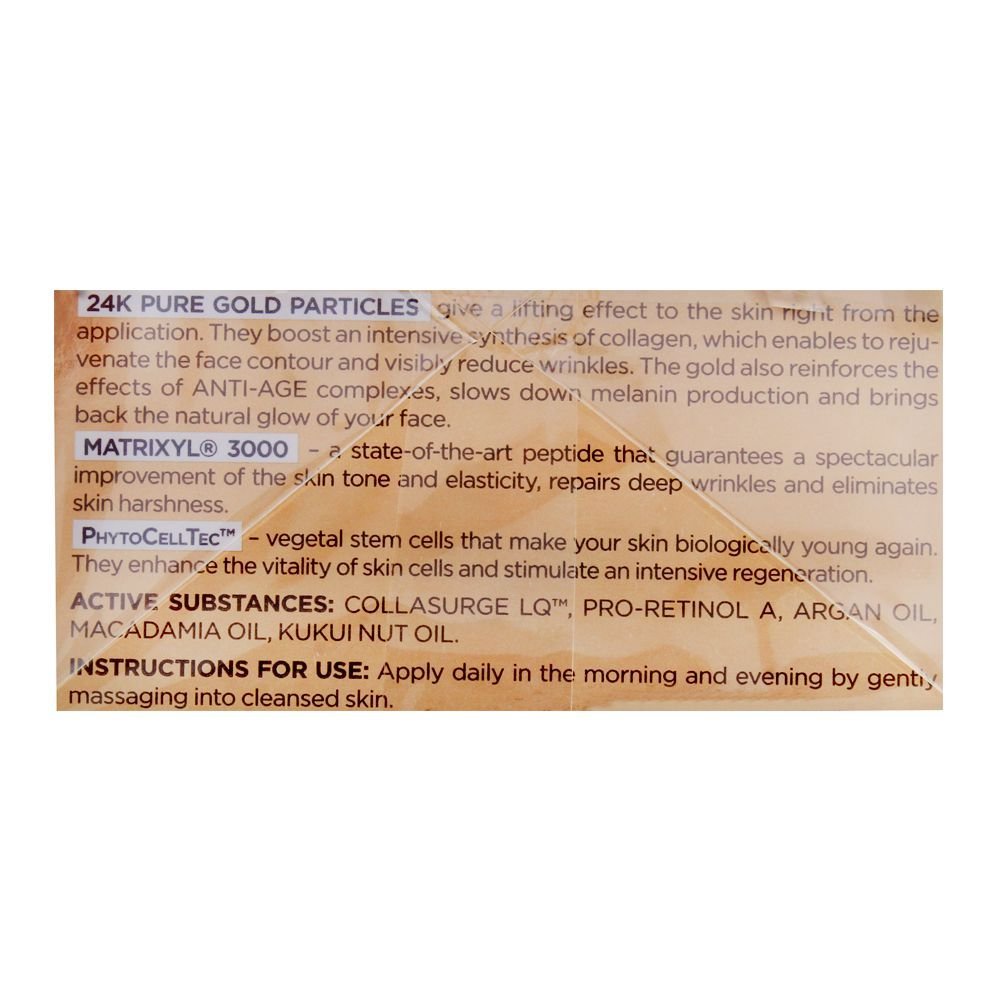 24K PURE GOLD PARTICLES give a lifting effect to the skin right from the
application. They boost an intensive synthesis of collagen, which enables to reju-
venate the face contour and visibly reduce wrinkles. The gold also reinforces the
effects of ANTI-AGE complexes, slows down melanin production and brings
back the natural glow of your face.
MATRIXYL® 3000 – a state-of-the-art peptide that guarantees a spectacular
improvement of the skin tone and elasticity, repairs deep wrinkles and eliminates
skin harshness.
PHYTOCELLTEC™ – vegetal stem cells that make your skin biologically young again.
They enhance the vitality of skin cells and stimulate an intensive regeneration.
ACTIVE SUBSTANCES: COLLASURGE LQ™, PRO-RETINOL A, ARGAN OIL,
MACADAMIA OIL, KUKUI NUT OIL.
INSTRUCTIONS FOR USE: Apply daily in the morning and evening by gently
massaging into cleansed skin.